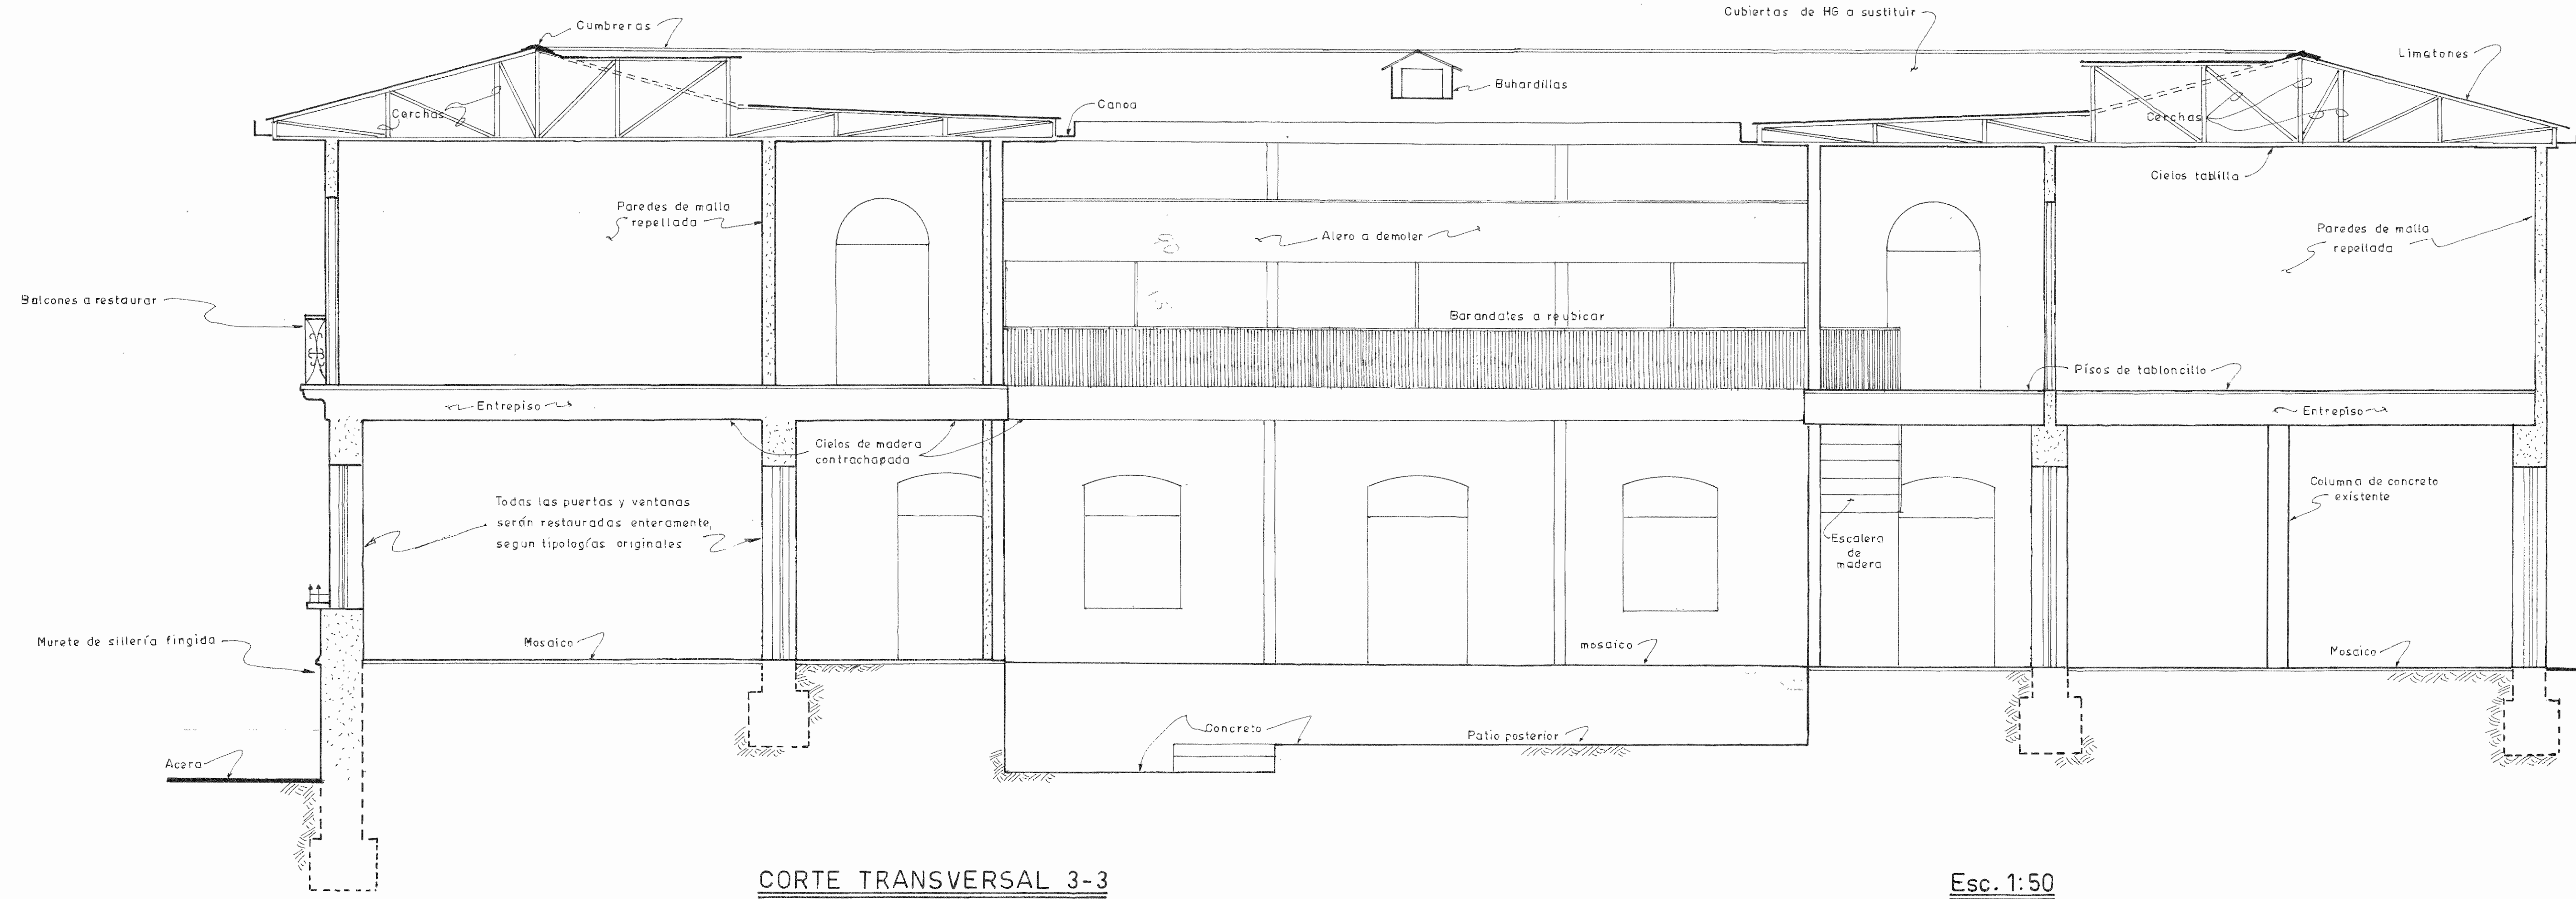 Cubiertas de HG a sustituir
Cumbreras
Limatones
Buhardillas
Canoa
Cerchas
Cerchas
Cielos tablilla
Paredes de malla
repellada
Alero a demoler
Paredes de malla
repellada
Balcones a restaurar
Barandales a reubicar
Pisos de tabloncillo
Entrepiso
Entrepiso
Cielos de madera
contrachapada
Todas las puertas y ventanas
serán restauradas enteramente,
segun tipologías originales
Columna de concreto
existente
Escalera
de
madera
Murete de sillería fingida
Mosaico
mosaico
Mosaico
Concreto
Patio posterior
Acera
CORTE TRANSVERSAL 3-3
Esc. 1:50